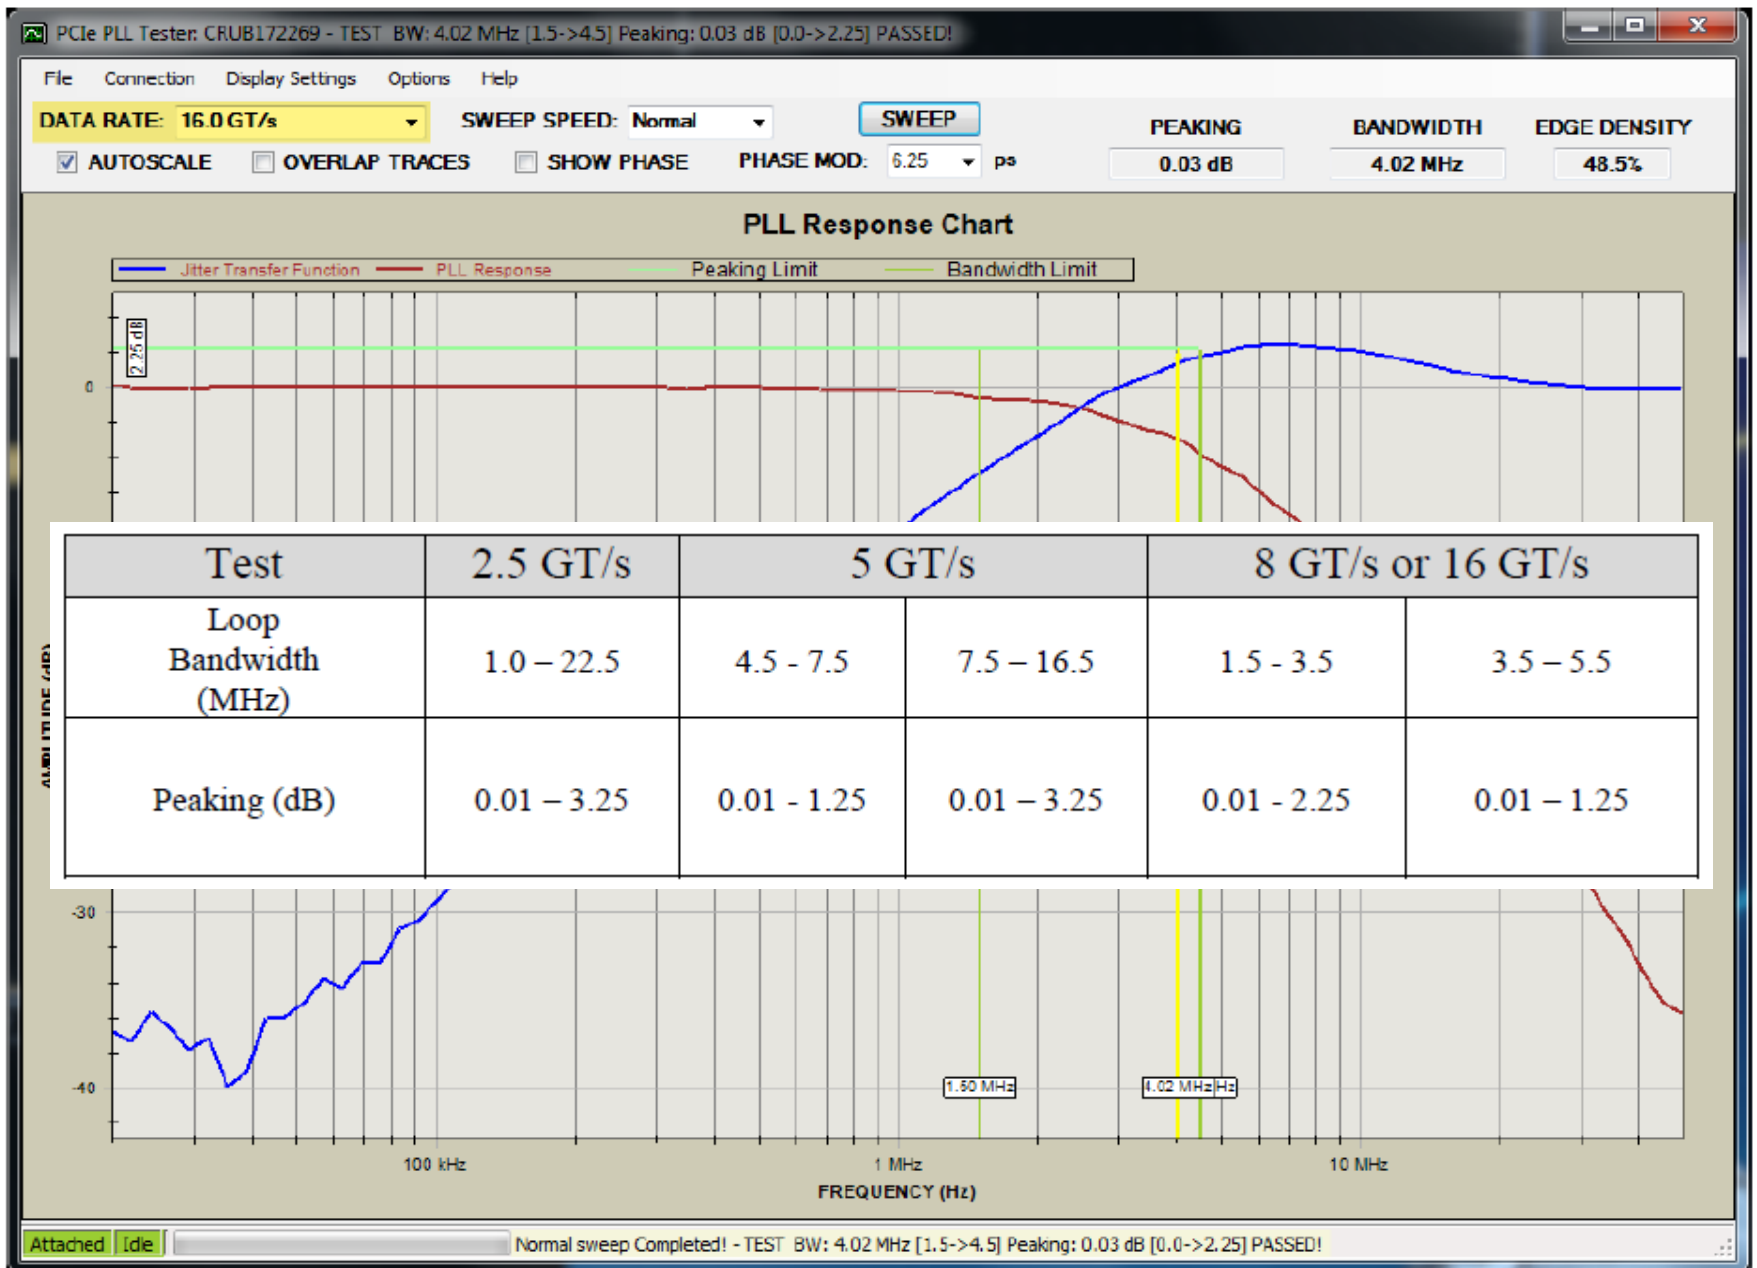 PCIe PLL Tester: CRUB172269 - TEST BW: 4.02 MHz [1.5->4.5] Peaking: 0.03 dB [0.0->2.25] PASSED!
File Connection Display Settings Options Help
DATA RATE: 16.0 GT/s SWEEP SPEED: Normal SWEEP PEAKING BANDWIDTH EDGE DENSITY
AUTOSCALE OVERLAP TRACES SHOW PHASE PHASE MOD: 6.25 ps 0.03 dB 4.02 MHz 48.5%
PLL Response Chart
Jitter Transfer Function PLL Response Peaking Limit Bandwidth Limit
2.25 dB
0
Test 2.5 GT/s 5 GT/s 8 GT/s or 16 GT/s
Loop
Bandwidth 1.0 – 22.5 4.5 - 7.5 7.5 – 16.5 1.5 - 3.5 3.5 – 5.5
(MHz)
Peaking (dB) 0.01 – 3.25 0.01 - 1.25 0.01 – 3.25 0.01 - 2.25 0.01 – 1.25
-30
-40
1.50 MHz 4.02 MHz Hz
100 kHz 1 MHz 10 MHz
FREQUENCY (Hz)
Attached Idle Normal sweep Completed! - TEST BW: 4.02 MHz [1.5->4.5] Peaking: 0.03 dB [0.0->2.25] PASSED!